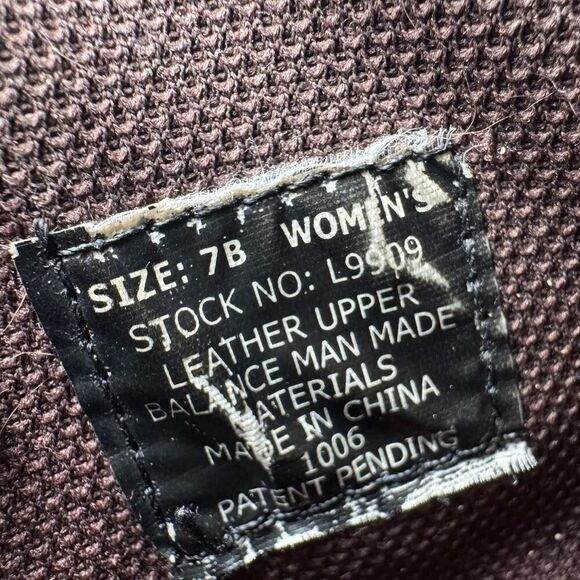 SIZE: 7B WOMEN'S
STOCK NO: L9909
LEATHER UPPER
BALANCE MAN MADE
MATERIALS
MADE IN CHINA
1006
PATENT PENDING